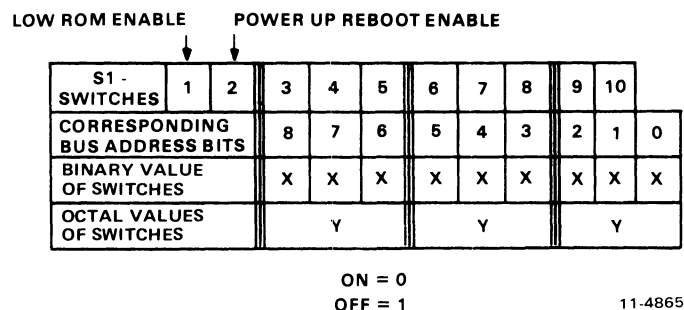 LOW ROM ENABLE POWER UP REBOOT ENABLE
S1 - SWITCHES 1 2 3 4 5 6 7 8 9 10
CORRESPONDING BUS ADDRESS BITS 8 7 6 5 4 3 2 1 0
BINARY VALUE OF SWITCHES X X X X X X X X X
OCTAL VALUES OF SWITCHES Y Y Y
ON = 0
OFF = 1
11-4865